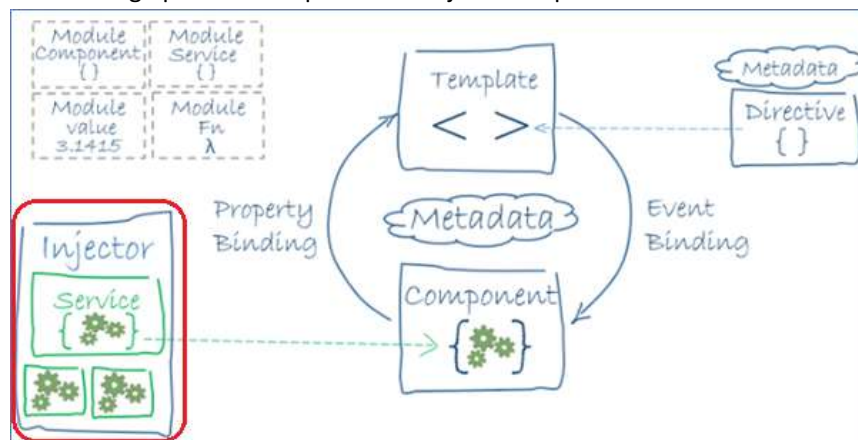 Module
Component
{ }
Module
Service
{ }
Module
value
3.1415
Module
Fn
λ
Template
< >
Metadata
Directive
{ }
Property
Binding
Metadata
Event
Binding
Injector
Service
{ }
Component
{ }